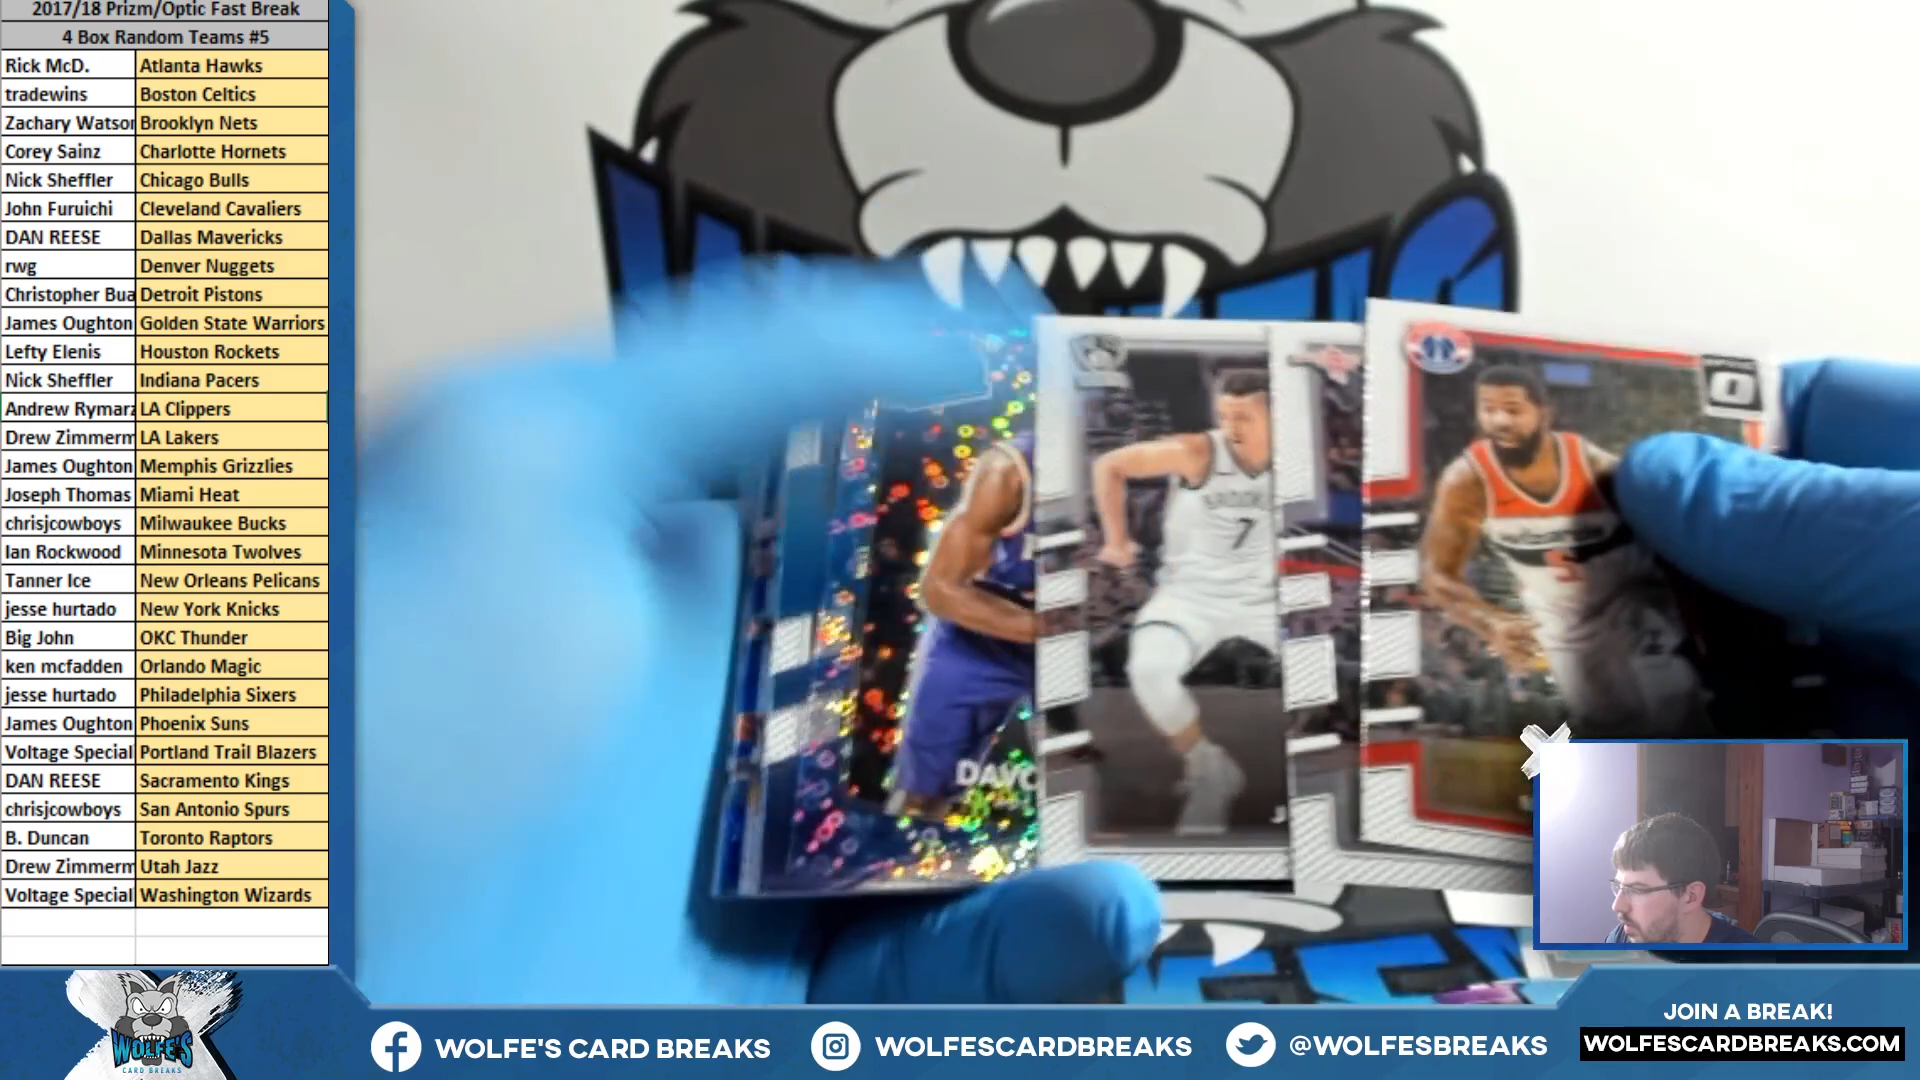 2017/18 Prizm/Optic Fast Break
4 Box Random Teams #5
Rick McD. Atlanta Hawks
tradewins Boston Celtics
Zachary Watson Brooklyn Nets
Corey Sainz Charlotte Hornets
Nick Sheffler Chicago Bulls
John Furuichi Cleveland Cavaliers
DAN REESE Dallas Mavericks
rwg Denver Nuggets
Christopher Bua Detroit Pistons
James Oughton Golden State Warriors
Lefty Elenis Houston Rockets
Nick Sheffler Indiana Pacers
Andrew Rymarz LA Clippers
Drew Zimmerm LA Lakers
James Oughton Memphis Grizzlies
Joseph Thomas Miami Heat
chrisjcowboys Milwaukee Bucks
Ian Rockwood Minnesota Twolves
Tanner Ice New Orleans Pelicans
jesse hurtado New York Knicks
Big John OKC Thunder
ken mcfadden Orlando Magic
jesse hurtado Philadelphia Sixers
James Oughton Phoenix Suns
Voltage Special Portland Trail Blazers
DAN REESE Sacramento Kings
chrisjcowboys San Antonio Spurs
B. Duncan Toronto Raptors
Drew Zimmerm Utah Jazz
Voltage Special Washington Wizards
7
5
O
WOLFE'S
CARD BREAKS
WOLFE'S CARD BREAKS
WOLFESCARDBREAKS
@WOLFESBREAKS
JOIN A BREAK!
WOLFESCARDBREAKS.COM